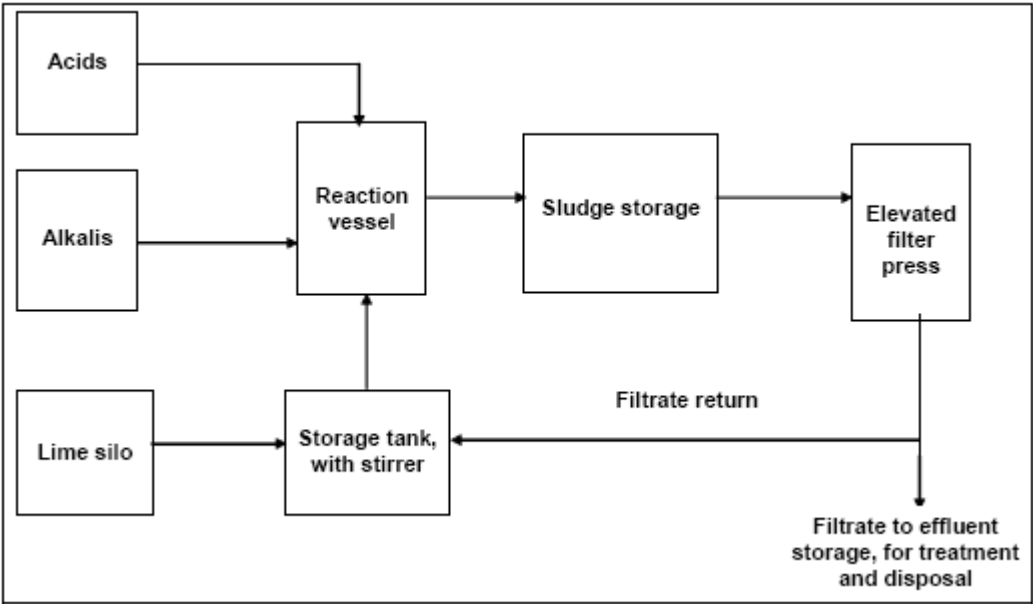 Acids
Reaction
vessel
Sludge storage
Elevated
filter
press
Alkalis
Filtrate return
Lime silo
Storage tank,
with stirrer
Filtrate to effluent
storage, for treatment
and disposal